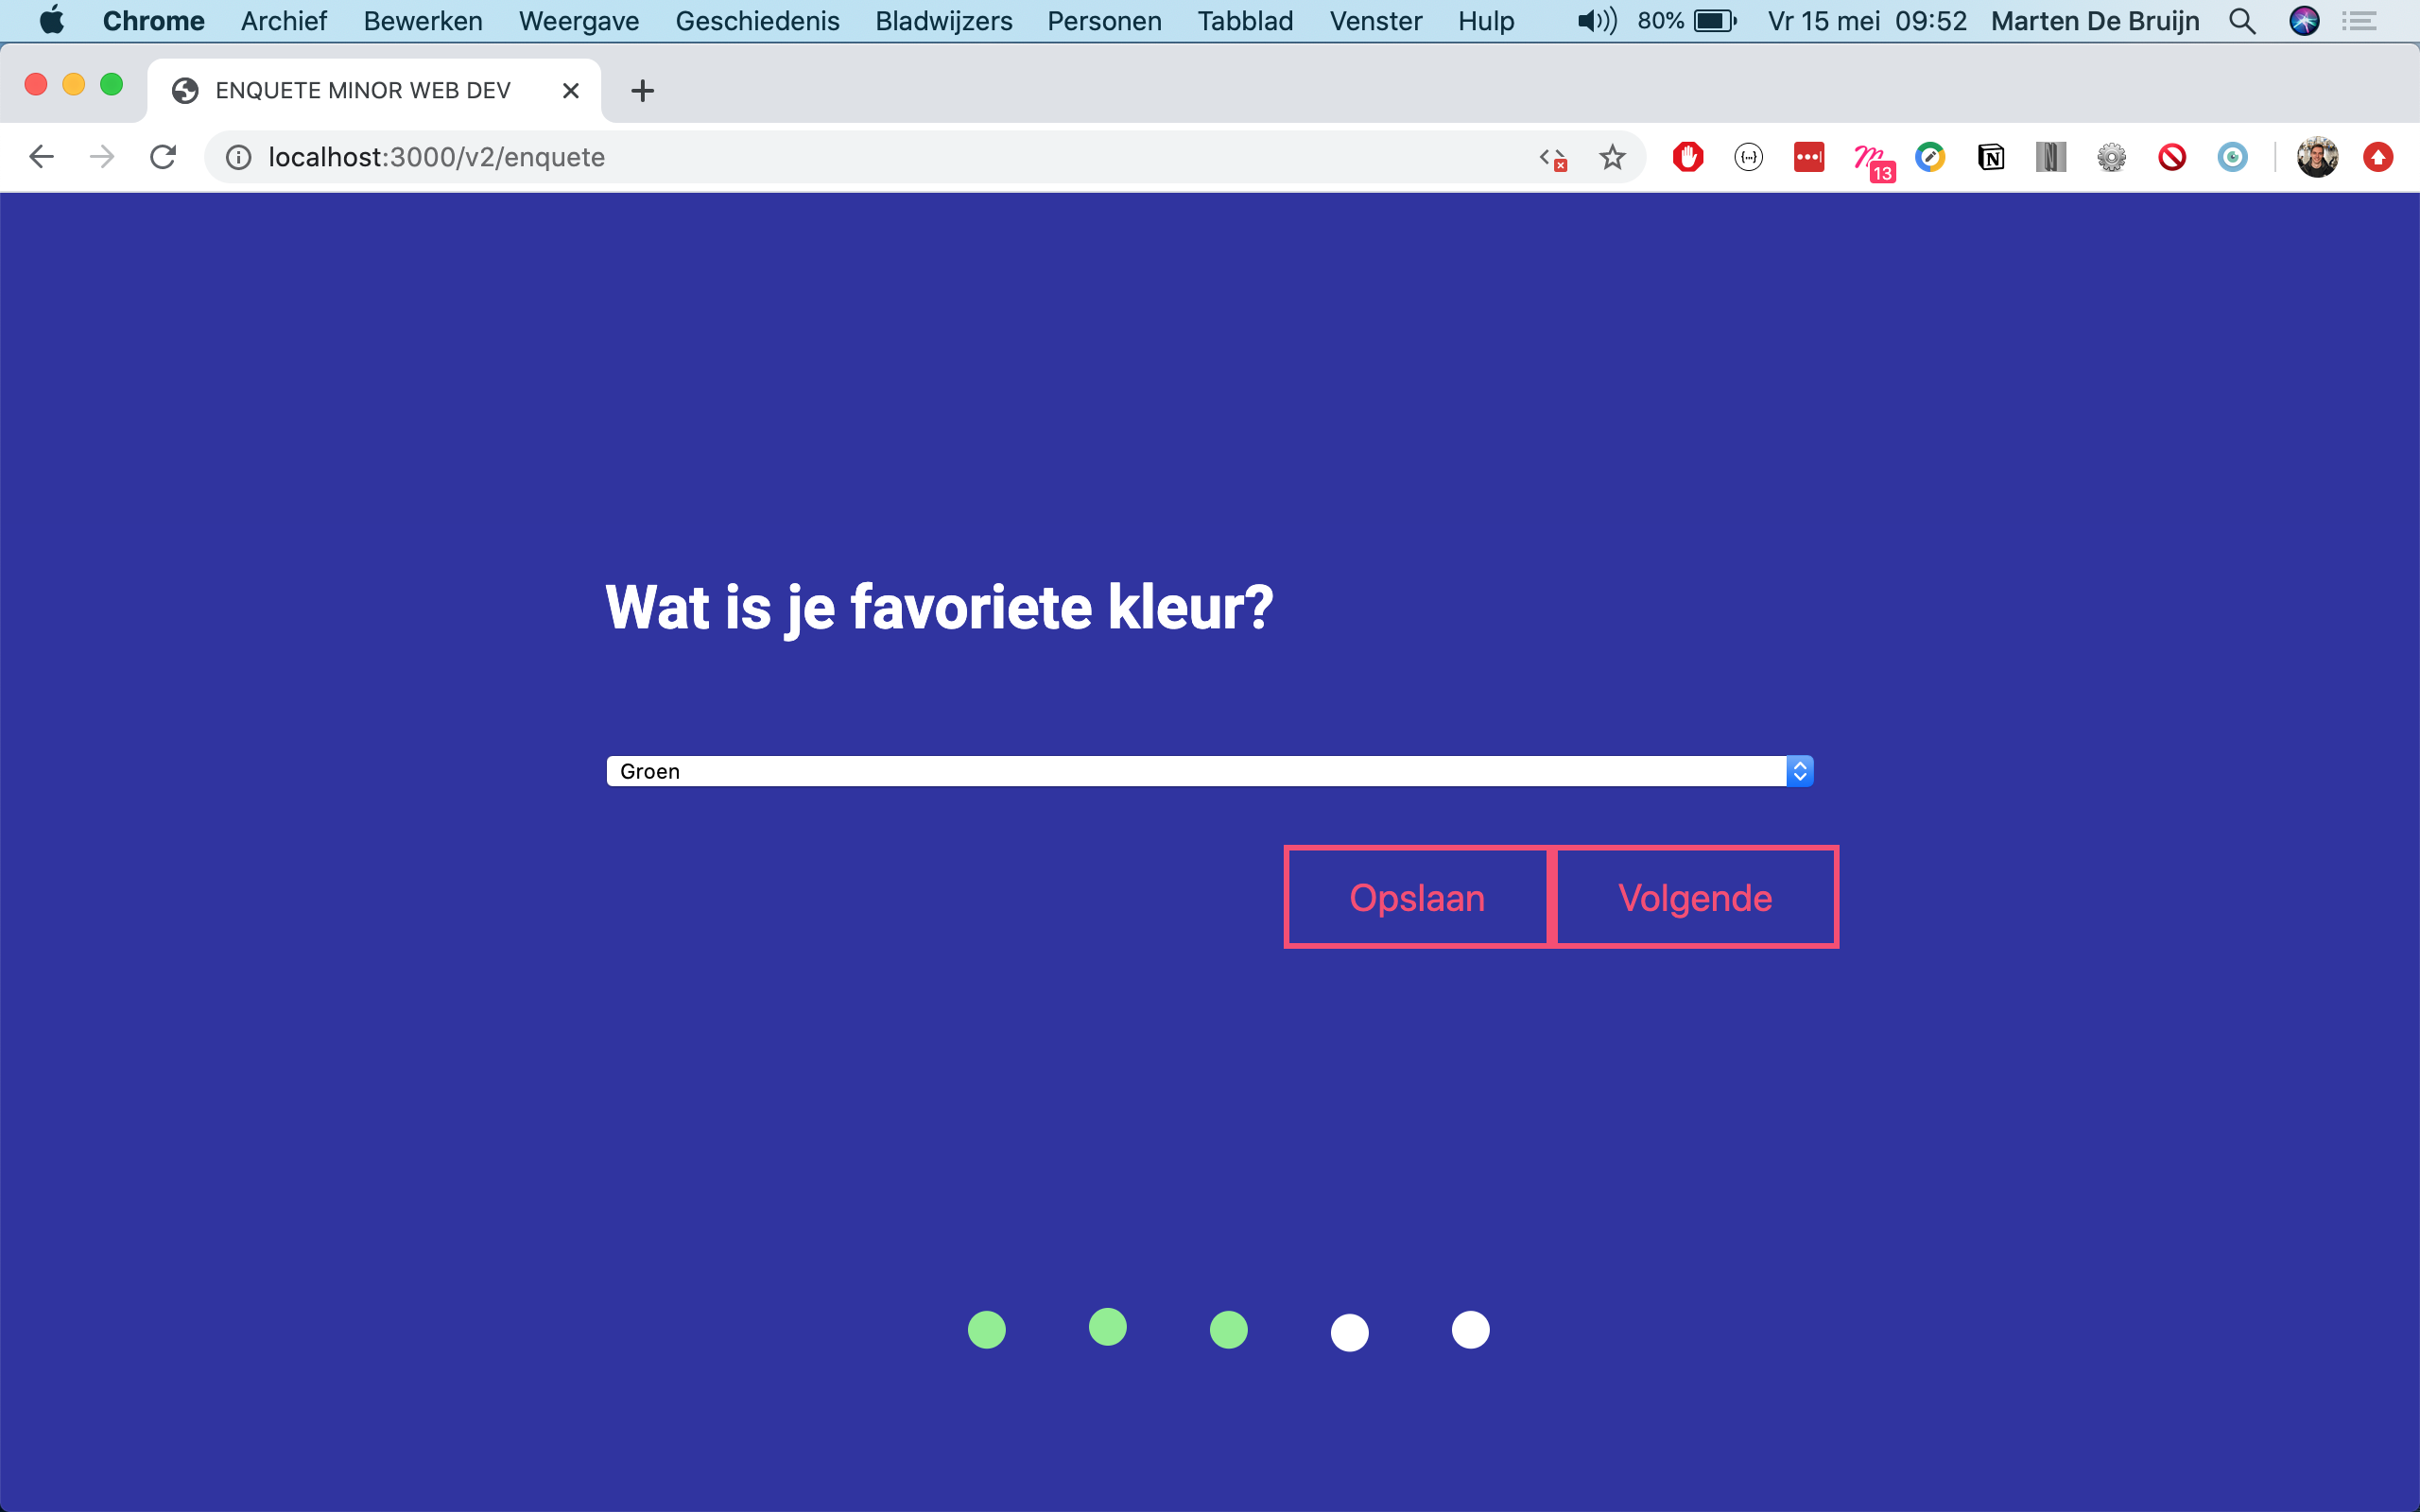 Chrome Archief Bewerken Weergave Geschiedenis Bladwijzers Personen Tabblad Venster Hulp 80% Vr 15 mei 09:52 Marten De Bruijn
ENQUETE MINOR WEB DEV
localhost:3000/v2/enquete
13
Wat is je favoriete kleur?
Groen
Opslaan Volgende